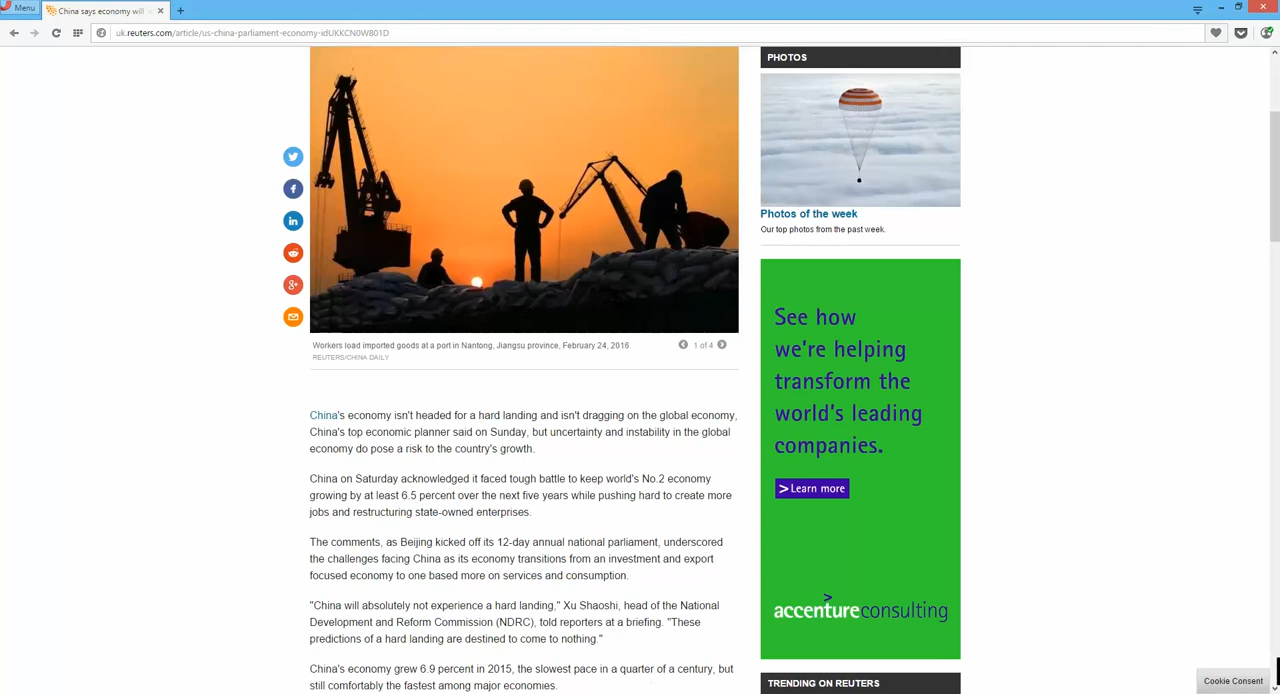 Menu
China says economy will
uk.reuters.com/article/us-china-parliament-economy-idUKKCN0W801D
Workers load imported goods at a port in Nantong, Jiangsu province, February 24, 2016.
1 of 4
REUTERS/CHINA DAILY
China's economy isn't headed for a hard landing and isn't dragging on the global economy,
China's top economic planner said on Sunday, but uncertainty and instability in the global
economy do pose a risk to the country's growth.
China on Saturday acknowledged it faced tough battle to keep world's No.2 economy
growing by at least 6.5 percent over the next five years while pushing hard to create more
jobs and restructuring state-owned enterprises.
The comments, as Beijing kicked off its 12-day annual national parliament, underscored
the challenges facing China as its economy transitions from an investment and export
focused economy to one based more on services and consumption.
"China will absolutely not experience a hard landing," Xu Shaoshi, head of the National
Development and Reform Commission (NDRC), told reporters at a briefing. "These
predictions of a hard landing are destined to come to nothing."
China's economy grew 6.9 percent in 2015, the slowest pace in a quarter of a century, but
still comfortably the fastest among major economies.
PHOTOS
Photos of the week
Our top photos from the past week.
See how
we're helping
transform the
world's leading
companies.
> Learn more
accentureconsulting
TRENDING ON REUTERS
Cookie Consent